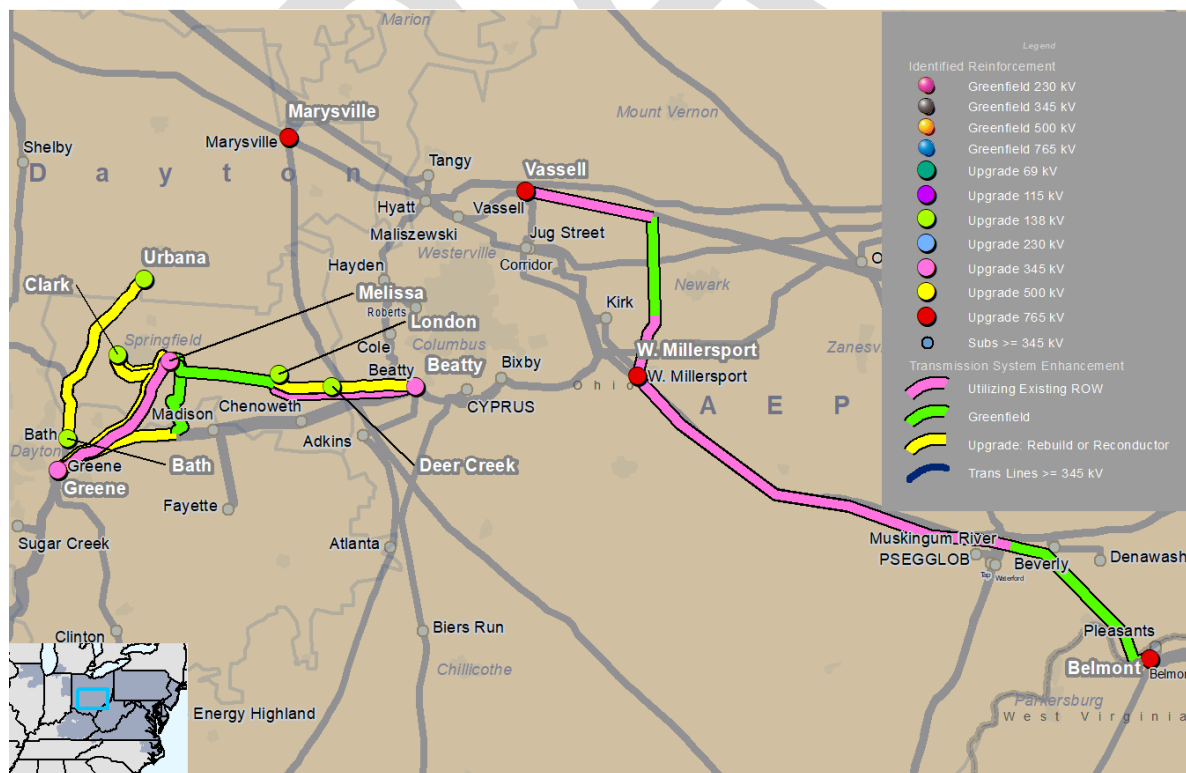 Marion
Marysville
Marysville
Shelby
Dayton
Mount Vernon
Tangy
Vassell
Hyatt
Vassell
Maliszewski
Westerville
Jug Street
Corridor
Urbana
Hayden
Clark
Melissa
Newark
Roberts
Kirk
Springfield
London
Cole
Columbus
Zanesv
Beatty
Beatty
Bixby
W. Millersport
W. Millersport
Ohio
CYPRUS
AEP
Madison
Chenoweth
Adkins
Bath
Dayton
Bath
Deer Creek
Greene
Greene
Fayette
Sugar Creek
Atlanta
Muskingum River
PSEGGLOB
Beverly
Denawash
Tap
Waterford
Clinton
Biers Run
Pleasants
Chillicothe
Belmont
Belmon
Parkersburg
Energy Highland
West Virginia
Legend
Identified Reinforcement
Greenfield 230 kV
Greenfield 345 kV
Greenfield 500 kV
Greenfield 765 kV
Upgrade 69 kV
Upgrade 115 kV
Upgrade 138 kV
Upgrade 230 kV
Upgrade 345 kV
Upgrade 500 kV
Upgrade 765 kV
Subs >= 345 kV
Transmission System Enhancement
Utilizing Existing ROW
Greenfield
Upgrade: Rebuild or Reconductor
Trans Lines >= 345 kV